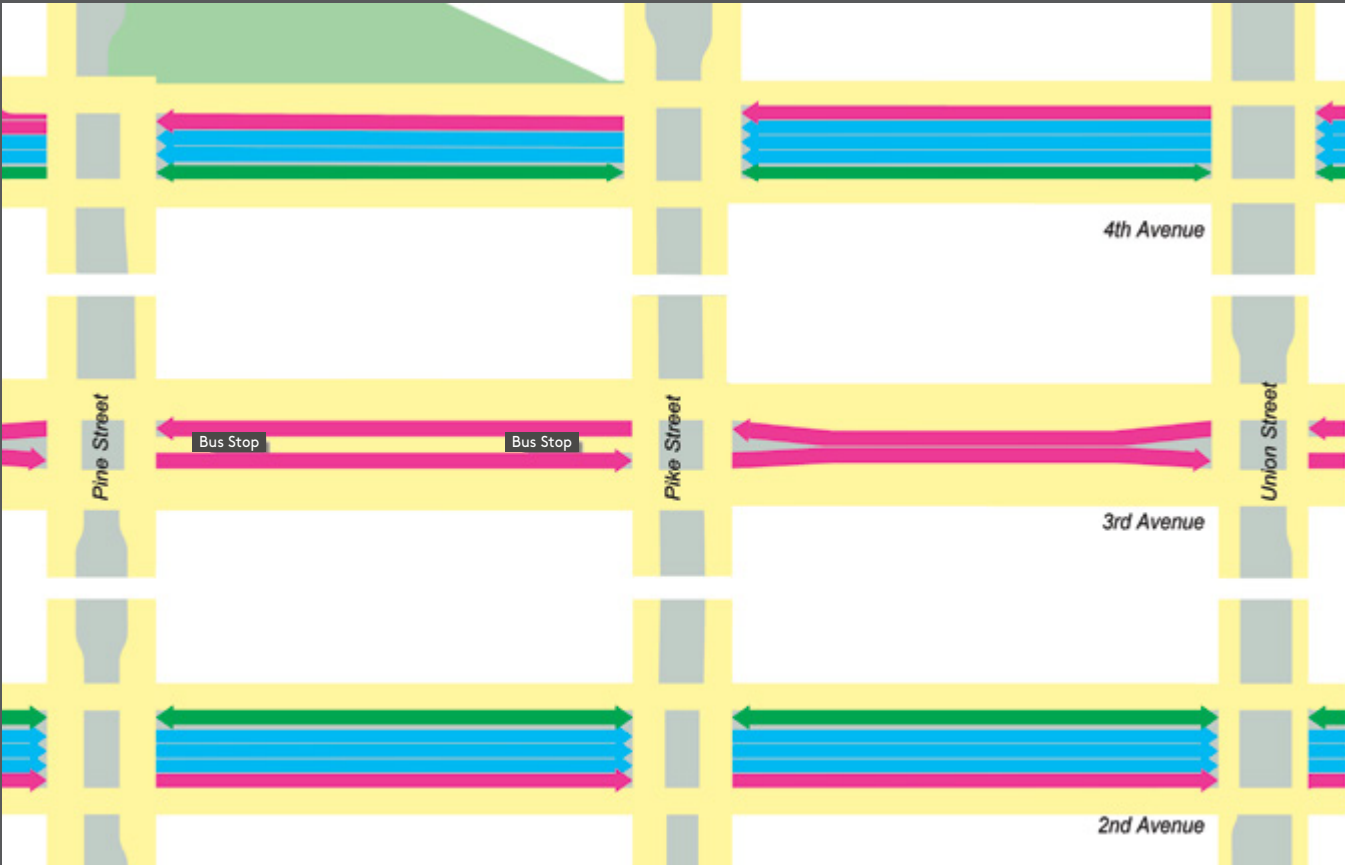 4th Avenue
Pine Street
Bus Stop
Bus Stop
Pike Street
Union Street
3rd Avenue
2nd Avenue